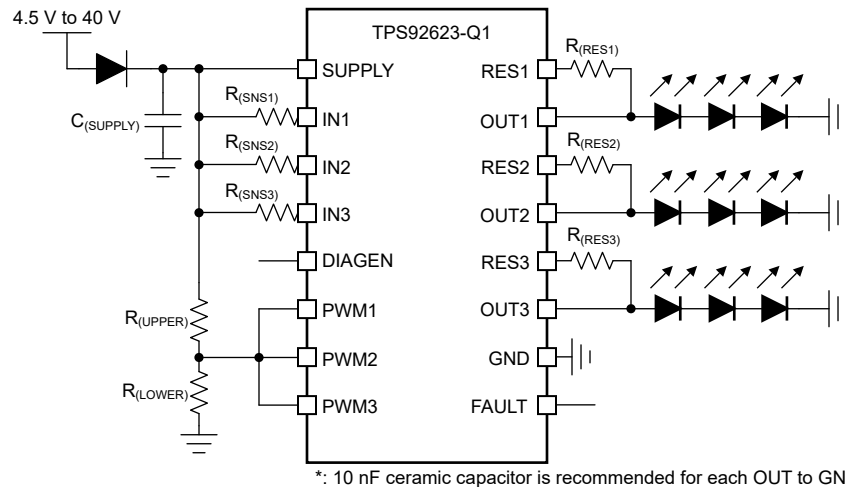 4.5 V to 40 V
TPS92623-Q1
SUPPLY
RES1
R(RES1)
R(SNS1)
C(SUPPLY)
IN1
OUT1
R(SNS2)
R(RES2)
IN2
RES2
R(SNS3)
IN3
OUT2
R(RES3)
DIAGEN
RES3
R(UPPER)
PWM1
OUT3
PWM2
GND
R(LOWER)
PWM3
FAULT
*: 10 nF ceramic capacitor is recommended for each OUT to GN